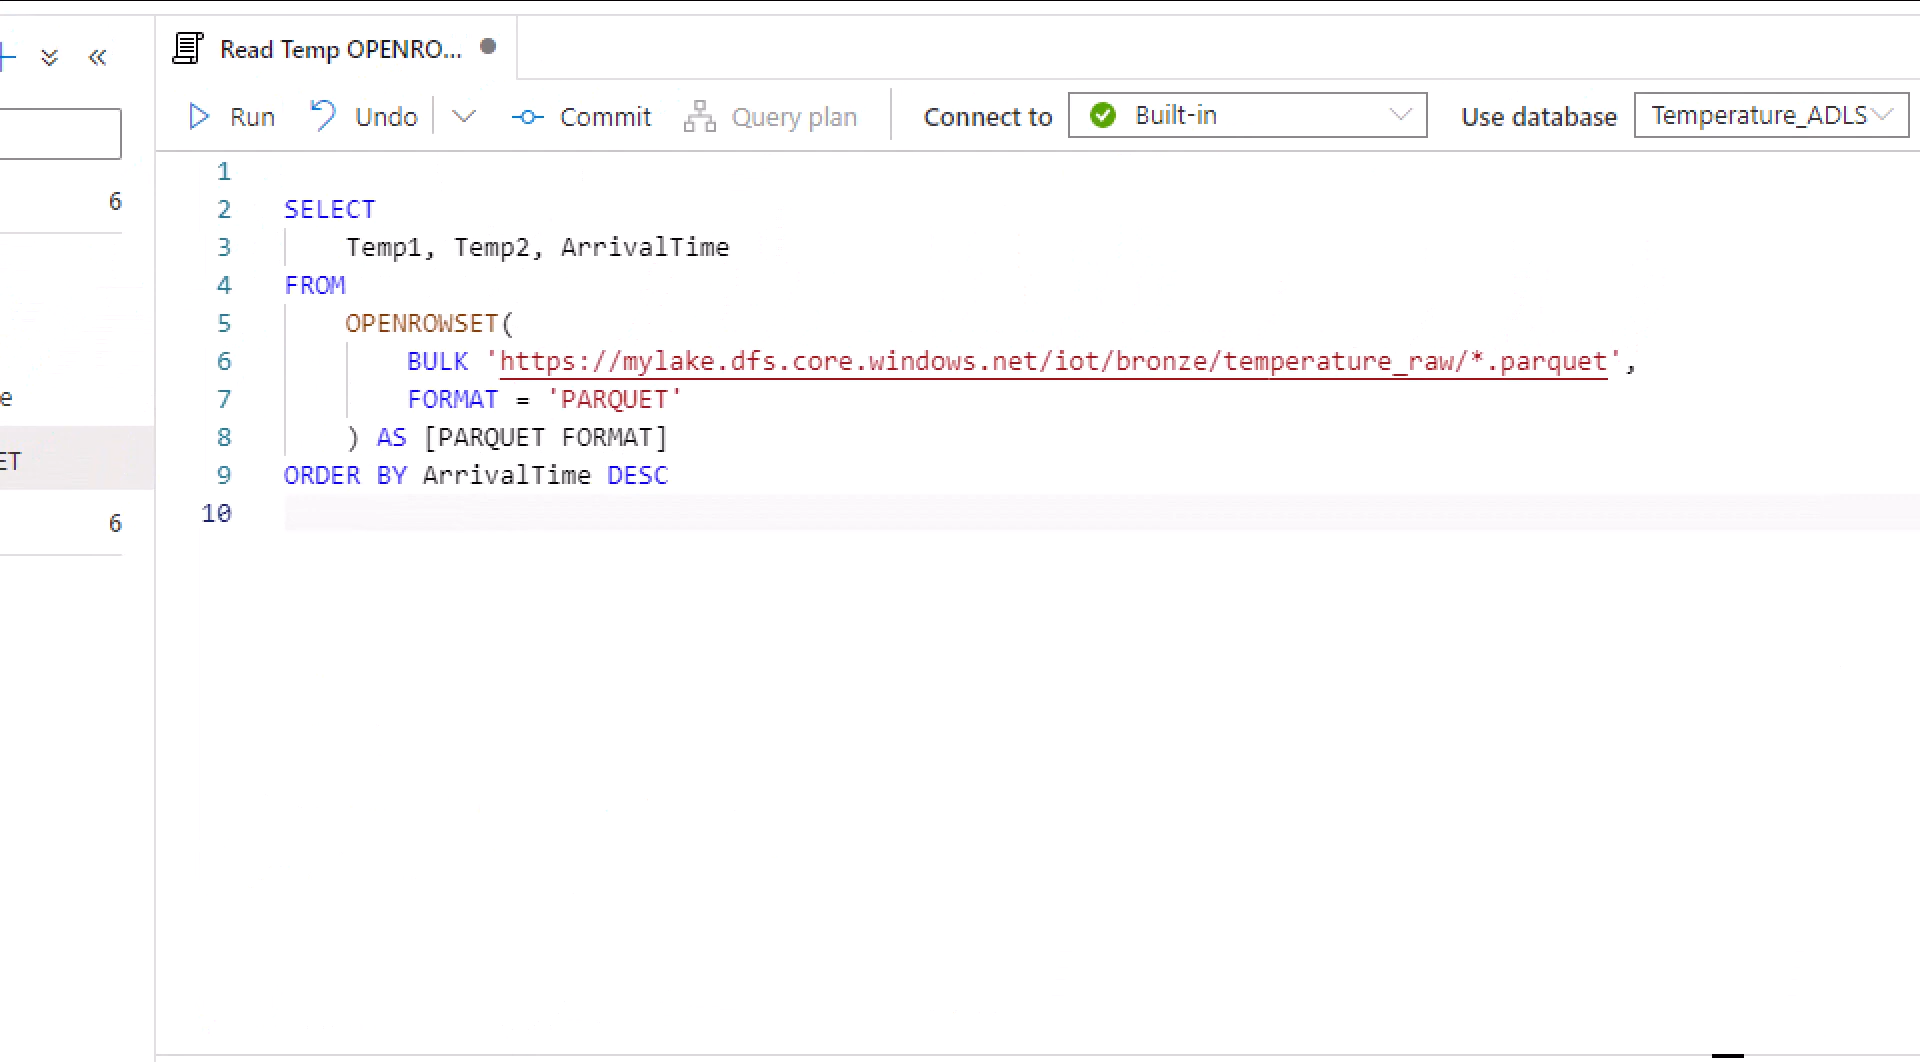 Read Temp OPENRO...
Run Undo Commit Query plan Connect to Built-in Use database Temperature_ADLS
6
e
ET
6
1
2 SELECT
3 Temp1, Temp2, ArrivalTime
4 FROM
5 OPENROWSET(
6 BULK 'https://mylake.dfs.core.windows.net/iot/bronze/temperature_raw/*.parquet',
7 FORMAT = 'PARQUET'
8 ) AS [PARQUET FORMAT]
9 ORDER BY ArrivalTime DESC
10